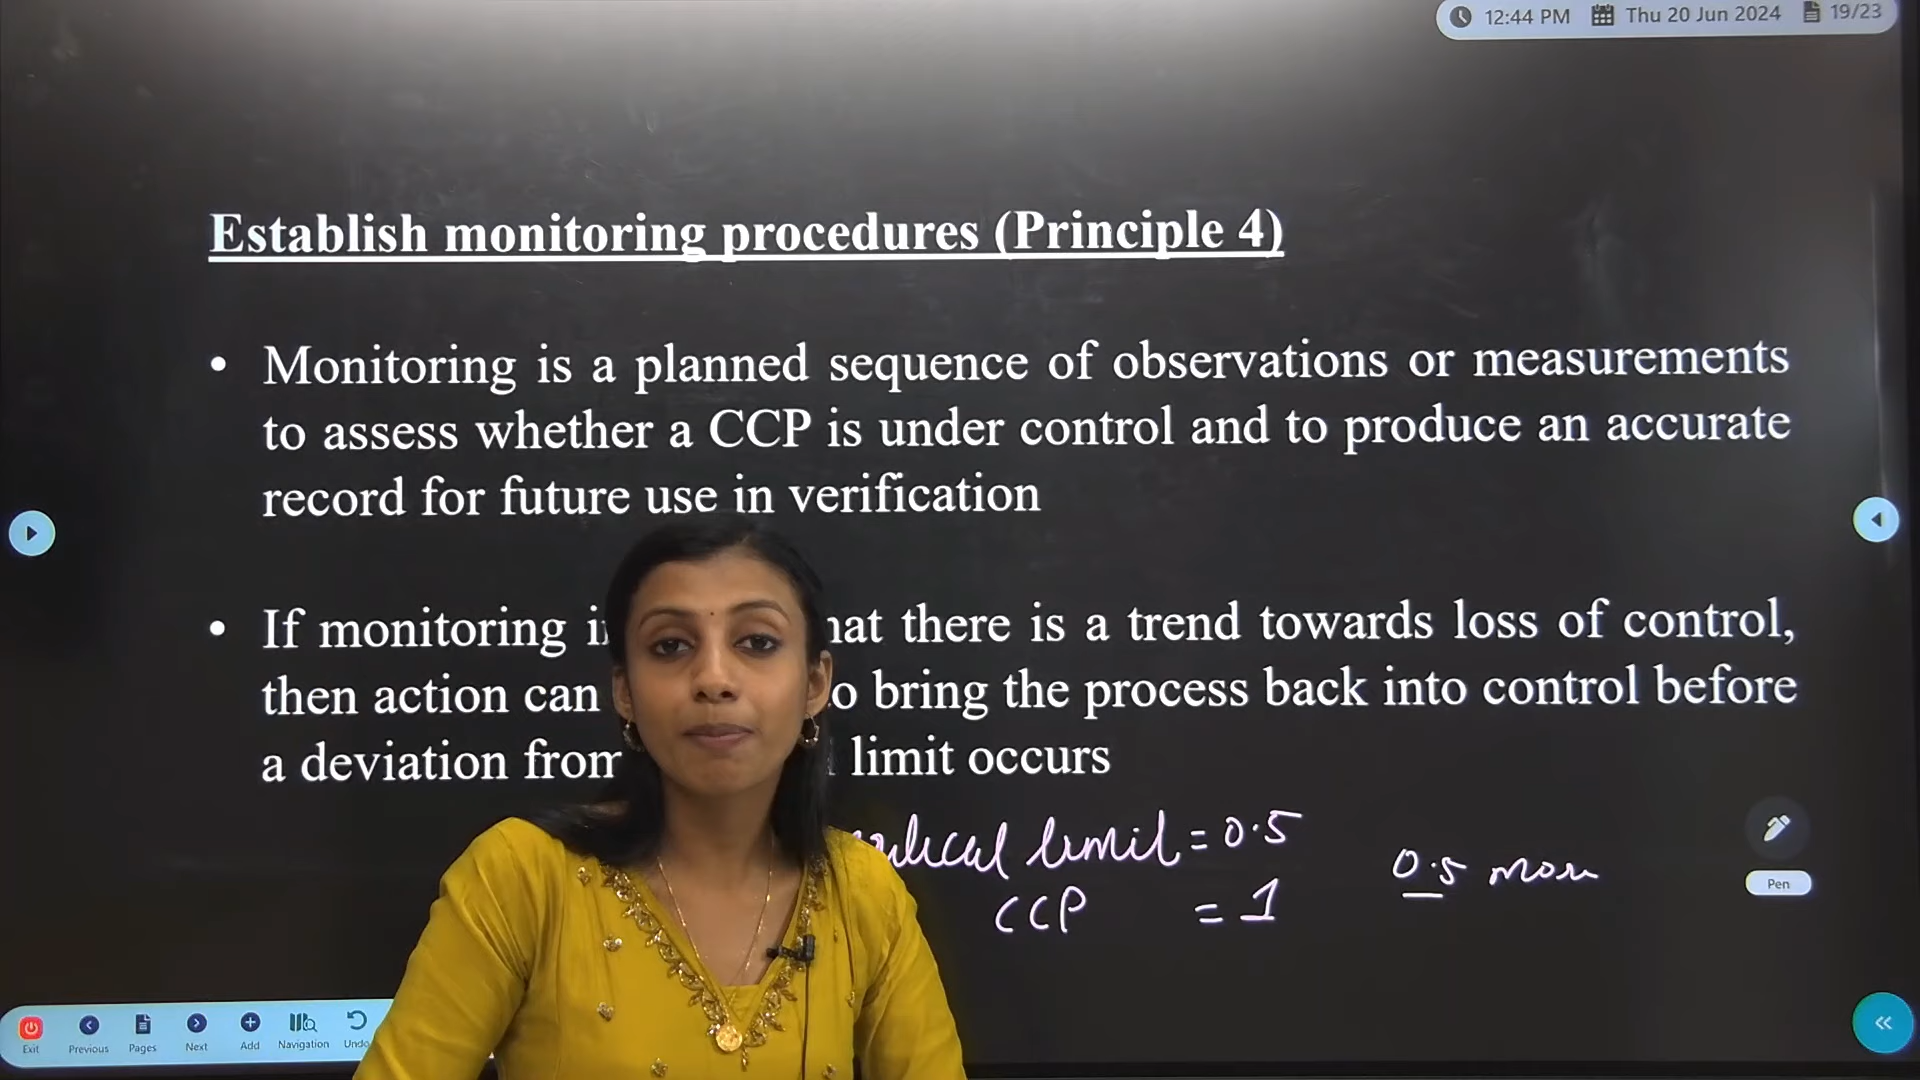 12:44 PM Thu 20 Jun 2024 19/23
Establish monitoring procedures (Principle 4)
• Monitoring is a planned sequence of observations or measurements
to assess whether a CCP is under control and to produce an accurate
record for future use in verification
• If monitoring there is a trend towards loss of control,
then action can bring the process back into control before
a deviation from limit occurs
limit = 0.5
0.5 more
CCP = 1
Pen
Exit Previous Pages Next Add Navigation Undo